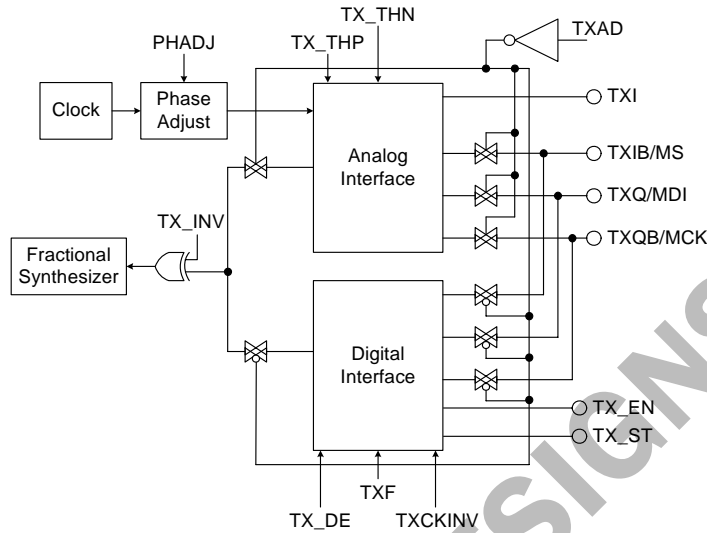 TX_THN
TXAD
PHADJ
TX_THP
Clock
Phase
Adjust
TXI
Analog
Interface
TXIB/MS
TXQ/MDI
TX_INV
TXQB/MCK
Fractional
Synthesizer
Digital
Interface
TX_EN
TX_ST
TXF
TX_DE
TXCKINV
SIGNS